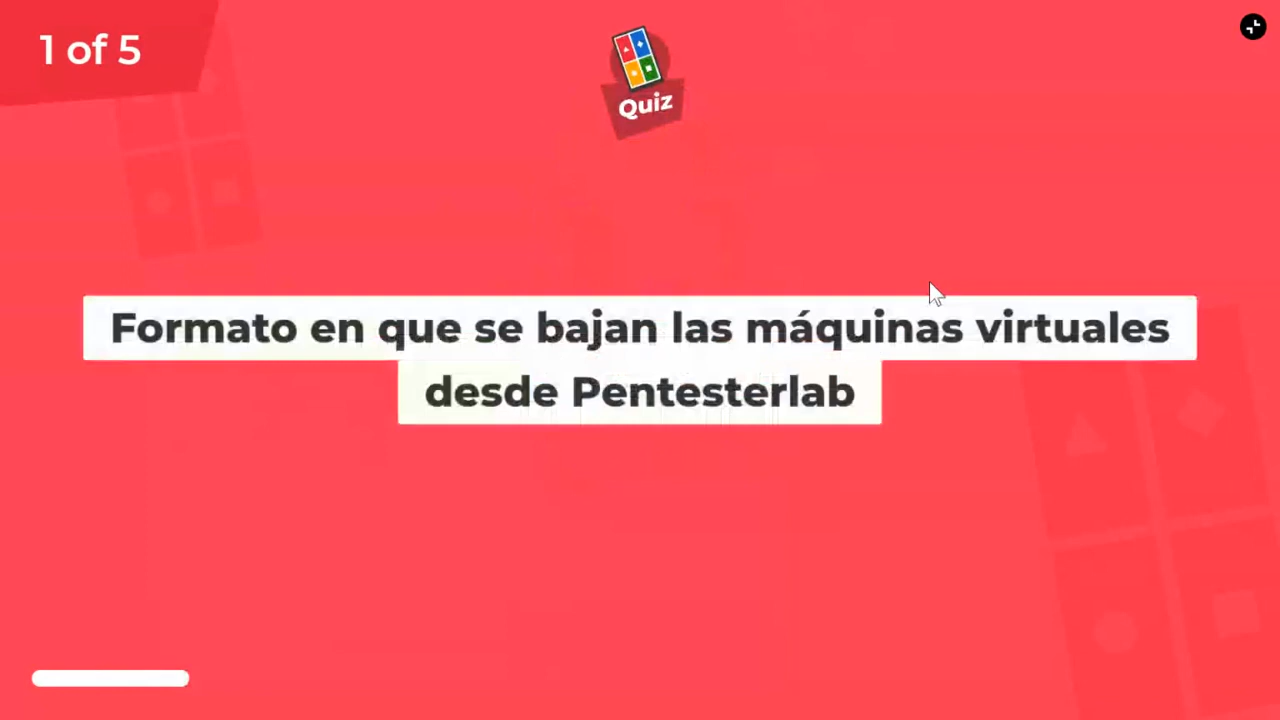 1 of 5
Quiz
Formato en que se bajan las máquinas virtuales
desde Pentesterlab